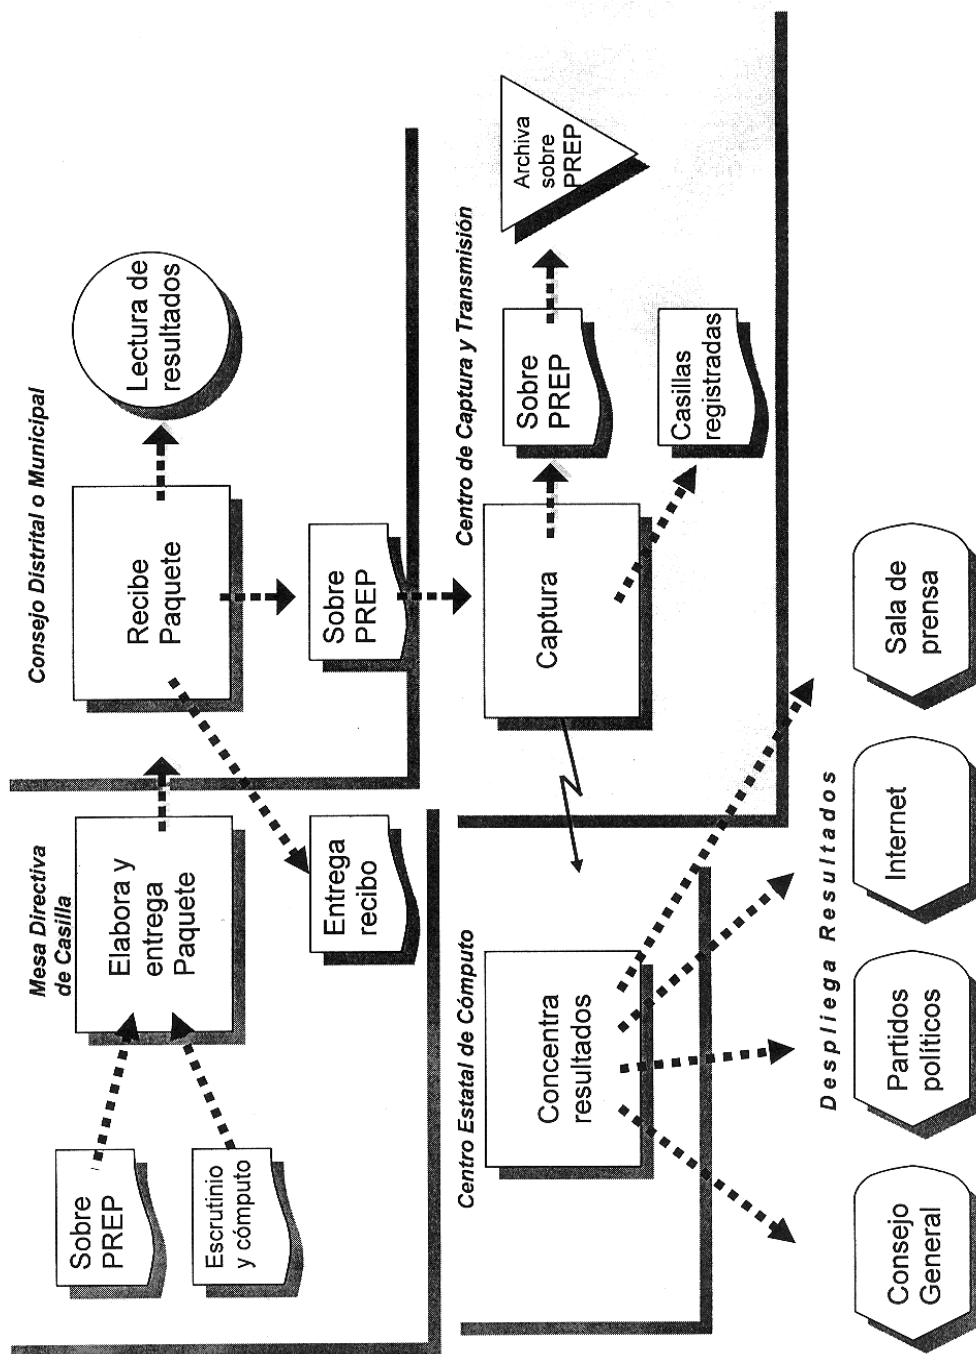 Mesa Directiva
de Casilla
Sobre
PREP
Escrutinio
y cómputo
Elabora y
entrega
Paquete
Entrega
recibo
Consejo Distrital o Municipal
Recibe
Paquete
Lectura de
resultados
Sobre
PREP
Centro Estatal de Cómputo
Concentra
resultados
Centro de Captura y Transmisión
Captura
Sobre
PREP
Archiva
sobre
PREP
Casillas
registradas
Despliega Resultados
Consejo
General
Partidos
políticos
Internet
Sala de
prensa